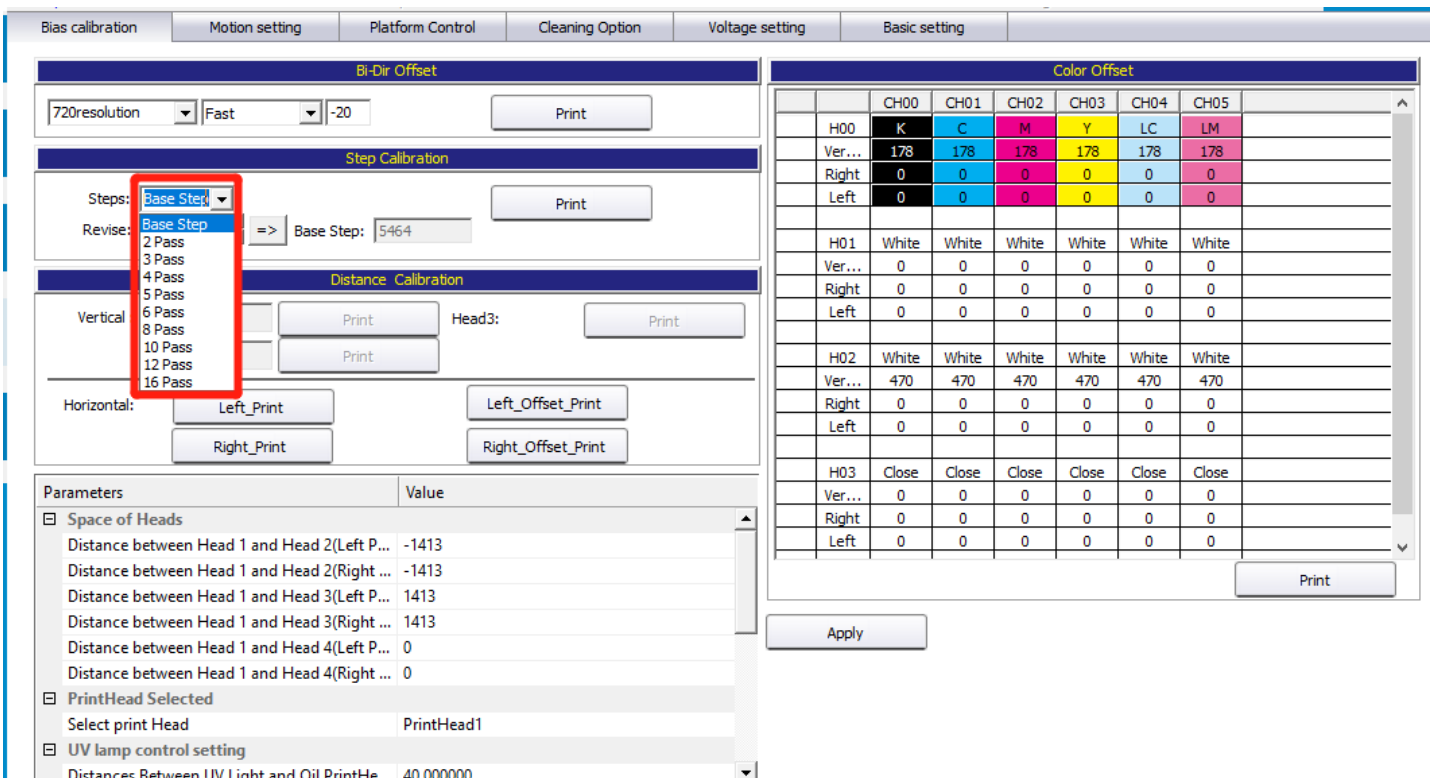 Bias calibration Motion setting Platform Control Cleaning Option Voltage setting Basic setting
Bi-Dir Offset
720resolution Fast -20 Print
Step Calibration
Steps: Base Step Print
Revise: => Base Step: 5464
Base Step
2 Pass
3 Pass
4 Pass
5 Pass
6 Pass
8 Pass
10 Pass
12 Pass
16 Pass
Distance Calibration
Vertical Print Head3: Print
Print
Horizontal: Left_Print Left_Offset_Print
Right_Print Right_Offset_Print
Parameters Value
Space of Heads
Distance between Head 1 and Head 2(Left P... -1413
Distance between Head 1 and Head 2(Right ... -1413
Distance between Head 1 and Head 3(Left P... 1413
Distance between Head 1 and Head 3(Right ... 1413
Distance between Head 1 and Head 4(Left P... 0
Distance between Head 1 and Head 4(Right ... 0
PrintHead Selected
Select print Head PrintHead1
UV lamp control setting
Distances Between UV Light and Oil PrintHe... 40.000000
Color Offset
CH00 CH01 CH02 CH03 CH04 CH05
H00 K C M Y LC LM
Ver... 178 178 178 178 178 178
Right 0 0 0 0 0 0
Left 0 0 0 0 0 0
H01 White White White White White White
Ver... 0 0 0 0 0 0
Right 0 0 0 0 0 0
Left 0 0 0 0 0 0
H02 White White White White White White
Ver... 470 470 470 470 470 470
Right 0 0 0 0 0 0
Left 0 0 0 0 0 0
H03 Close Close Close Close Close Close
Ver... 0 0 0 0 0 0
Right 0 0 0 0 0 0
Left 0 0 0 0 0 0
Print
Apply